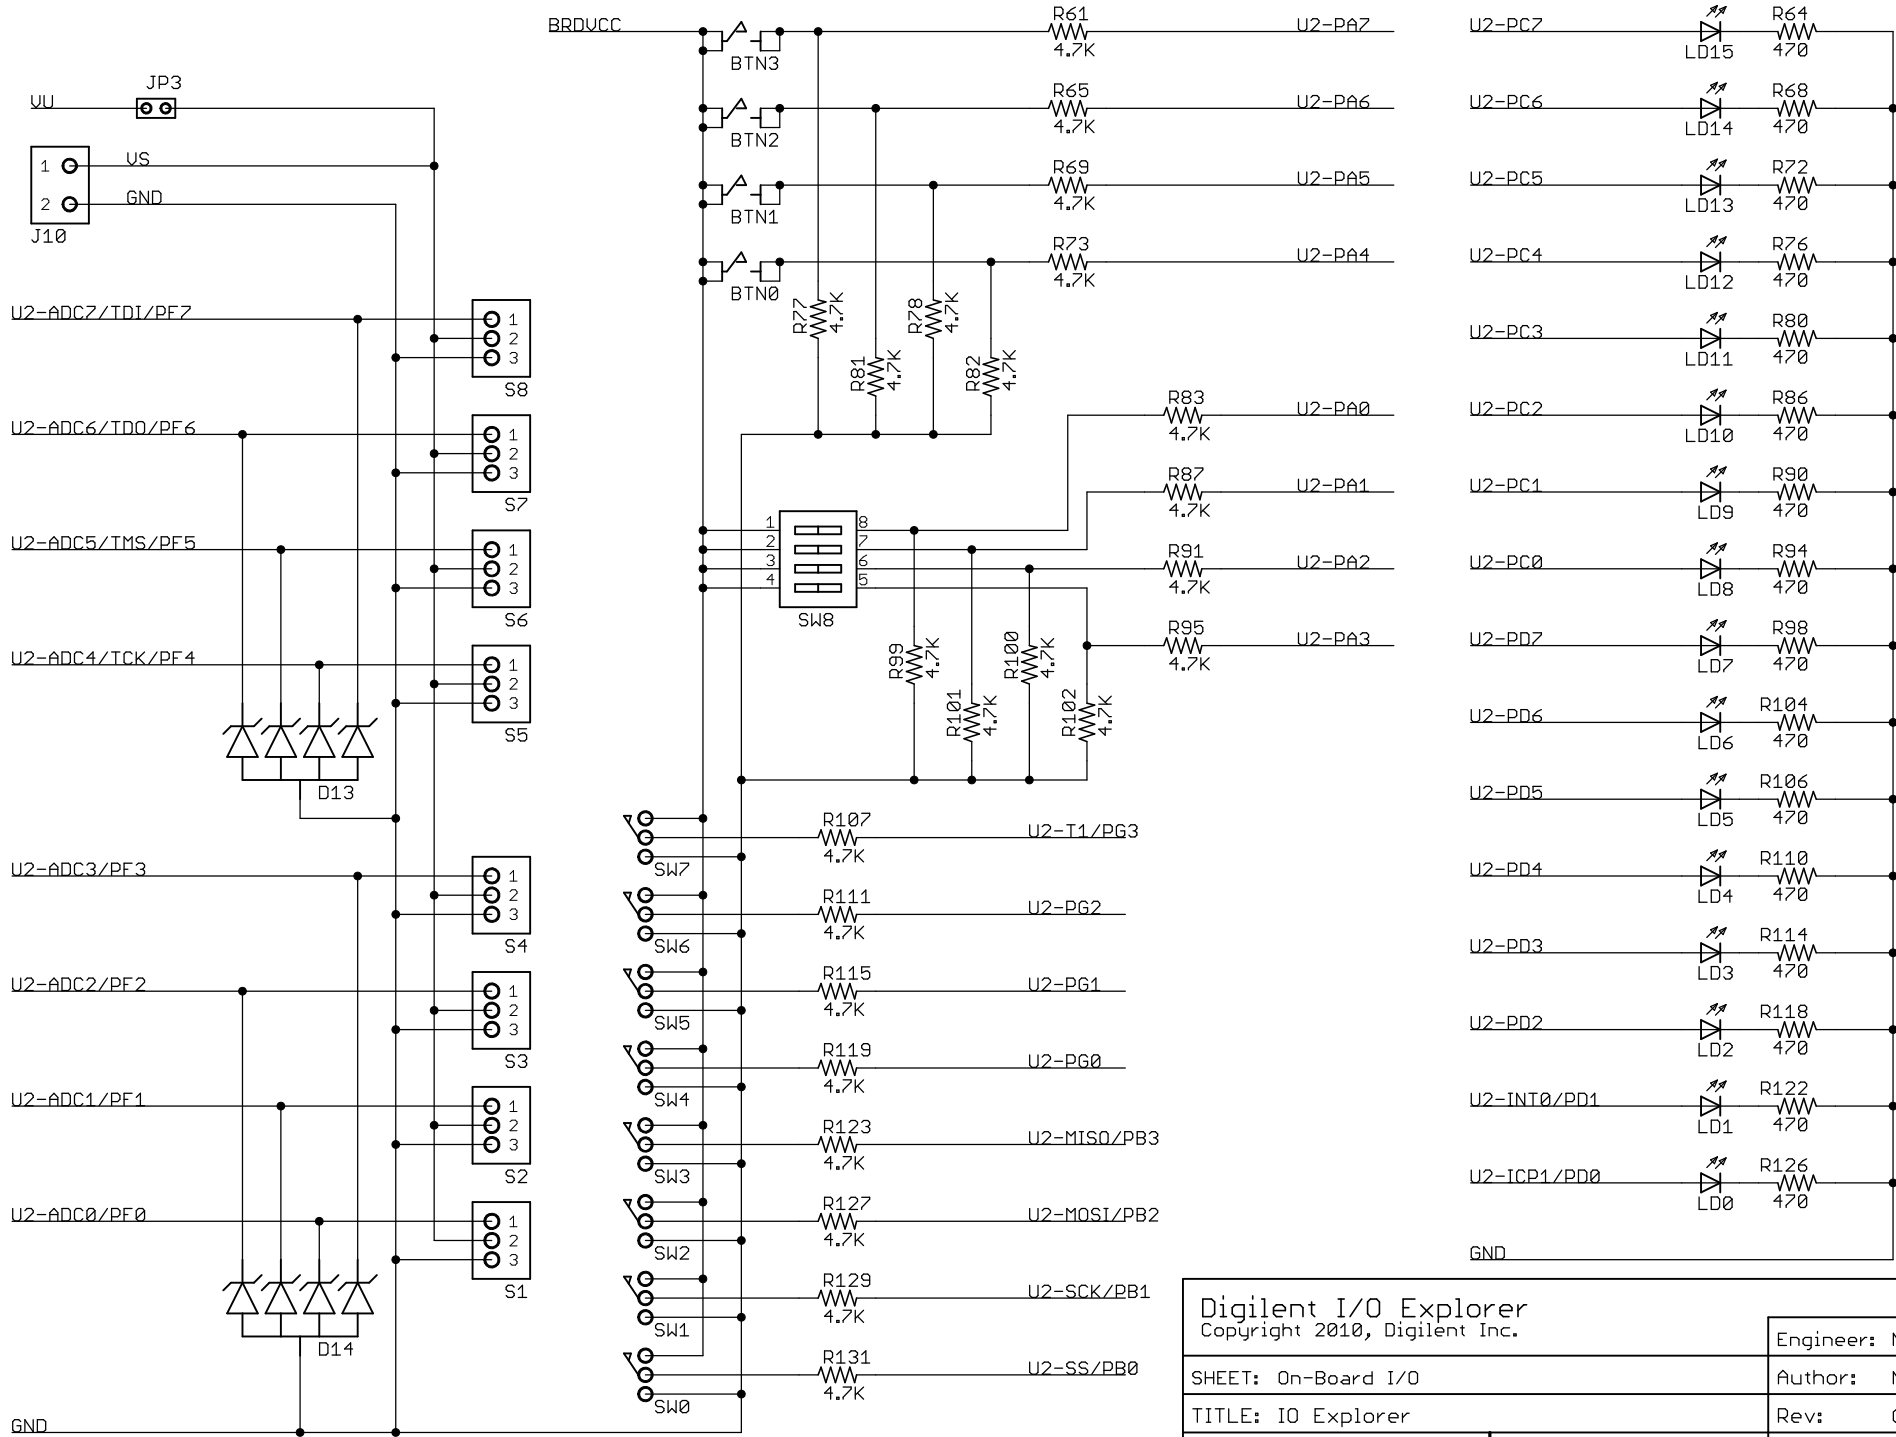 VU
JP3
1 VS
2 GND
J10
U2-ADC7/TDI/PF7
1
2
3
S8
U2-ADC6/TDO/PF6
1
2
3
S7
U2-ADC5/TMS/PF5
1
2
3
S6
U2-ADC4/TCK/PF4
1
2
3
S5
D13
U2-ADC3/PF3
1
2
3
S4
U2-ADC2/PF2
1
2
3
S3
U2-ADC1/PF1
1
2
3
S2
U2-ADC0/PF0
1
2
3
S1
D14
GND
BRDVCC
BTN3
R61
4.7K
U2-PA7
BTN2
R65
4.7K
U2-PA6
BTN1
R69
4.7K
U2-PA5
BTN0
R73
4.7K
U2-PA4
R77
4.7K
R81
4.7K
R78
4.7K
R82
4.7K
R83
4.7K
U2-PA0
R87
4.7K
U2-PA1
R91
4.7K
U2-PA2
R95
4.7K
U2-PA3
1 8
2 7
3 6
4 5
SW8
R99
4.7K
R101
4.7K
R100
4.7K
R102
4.7K
SW7
R107
4.7K
U2-T1/PG3
SW6
R111
4.7K
U2-PG2
SW5
R115
4.7K
U2-PG1
SW4
R119
4.7K
U2-PG0
SW3
R123
4.7K
U2-MISO/PB3
SW2
R127
4.7K
U2-MOSI/PB2
SW1
R129
4.7K
U2-SCK/PB1
SW0
R131
4.7K
U2-SS/PB0
U2-PC7
LD15
R64
470
U2-PC6
LD14
R68
470
U2-PC5
LD13
R72
470
U2-PC4
LD12
R76
470
U2-PC3
LD11
R80
470
U2-PC2
LD10
R86
470
U2-PC1
LD9
R90
470
U2-PC0
LD8
R94
470
U2-PD7
LD7
R98
470
U2-PD6
LD6
R104
470
U2-PD5
LD5
R106
470
U2-PD4
LD4
R110
470
U2-PD3
LD3
R114
470
U2-PD2
LD2
R118
470
U2-INT0/PD1
LD1
R122
470
U2-ICP1/PD0
LD0
R126
470
GND
Digilent I/O Explorer
Copyright 2010, Digilent Inc.
Engineer:
SHEET: On-Board I/O
Author:
TITLE: IO Explorer
Rev: